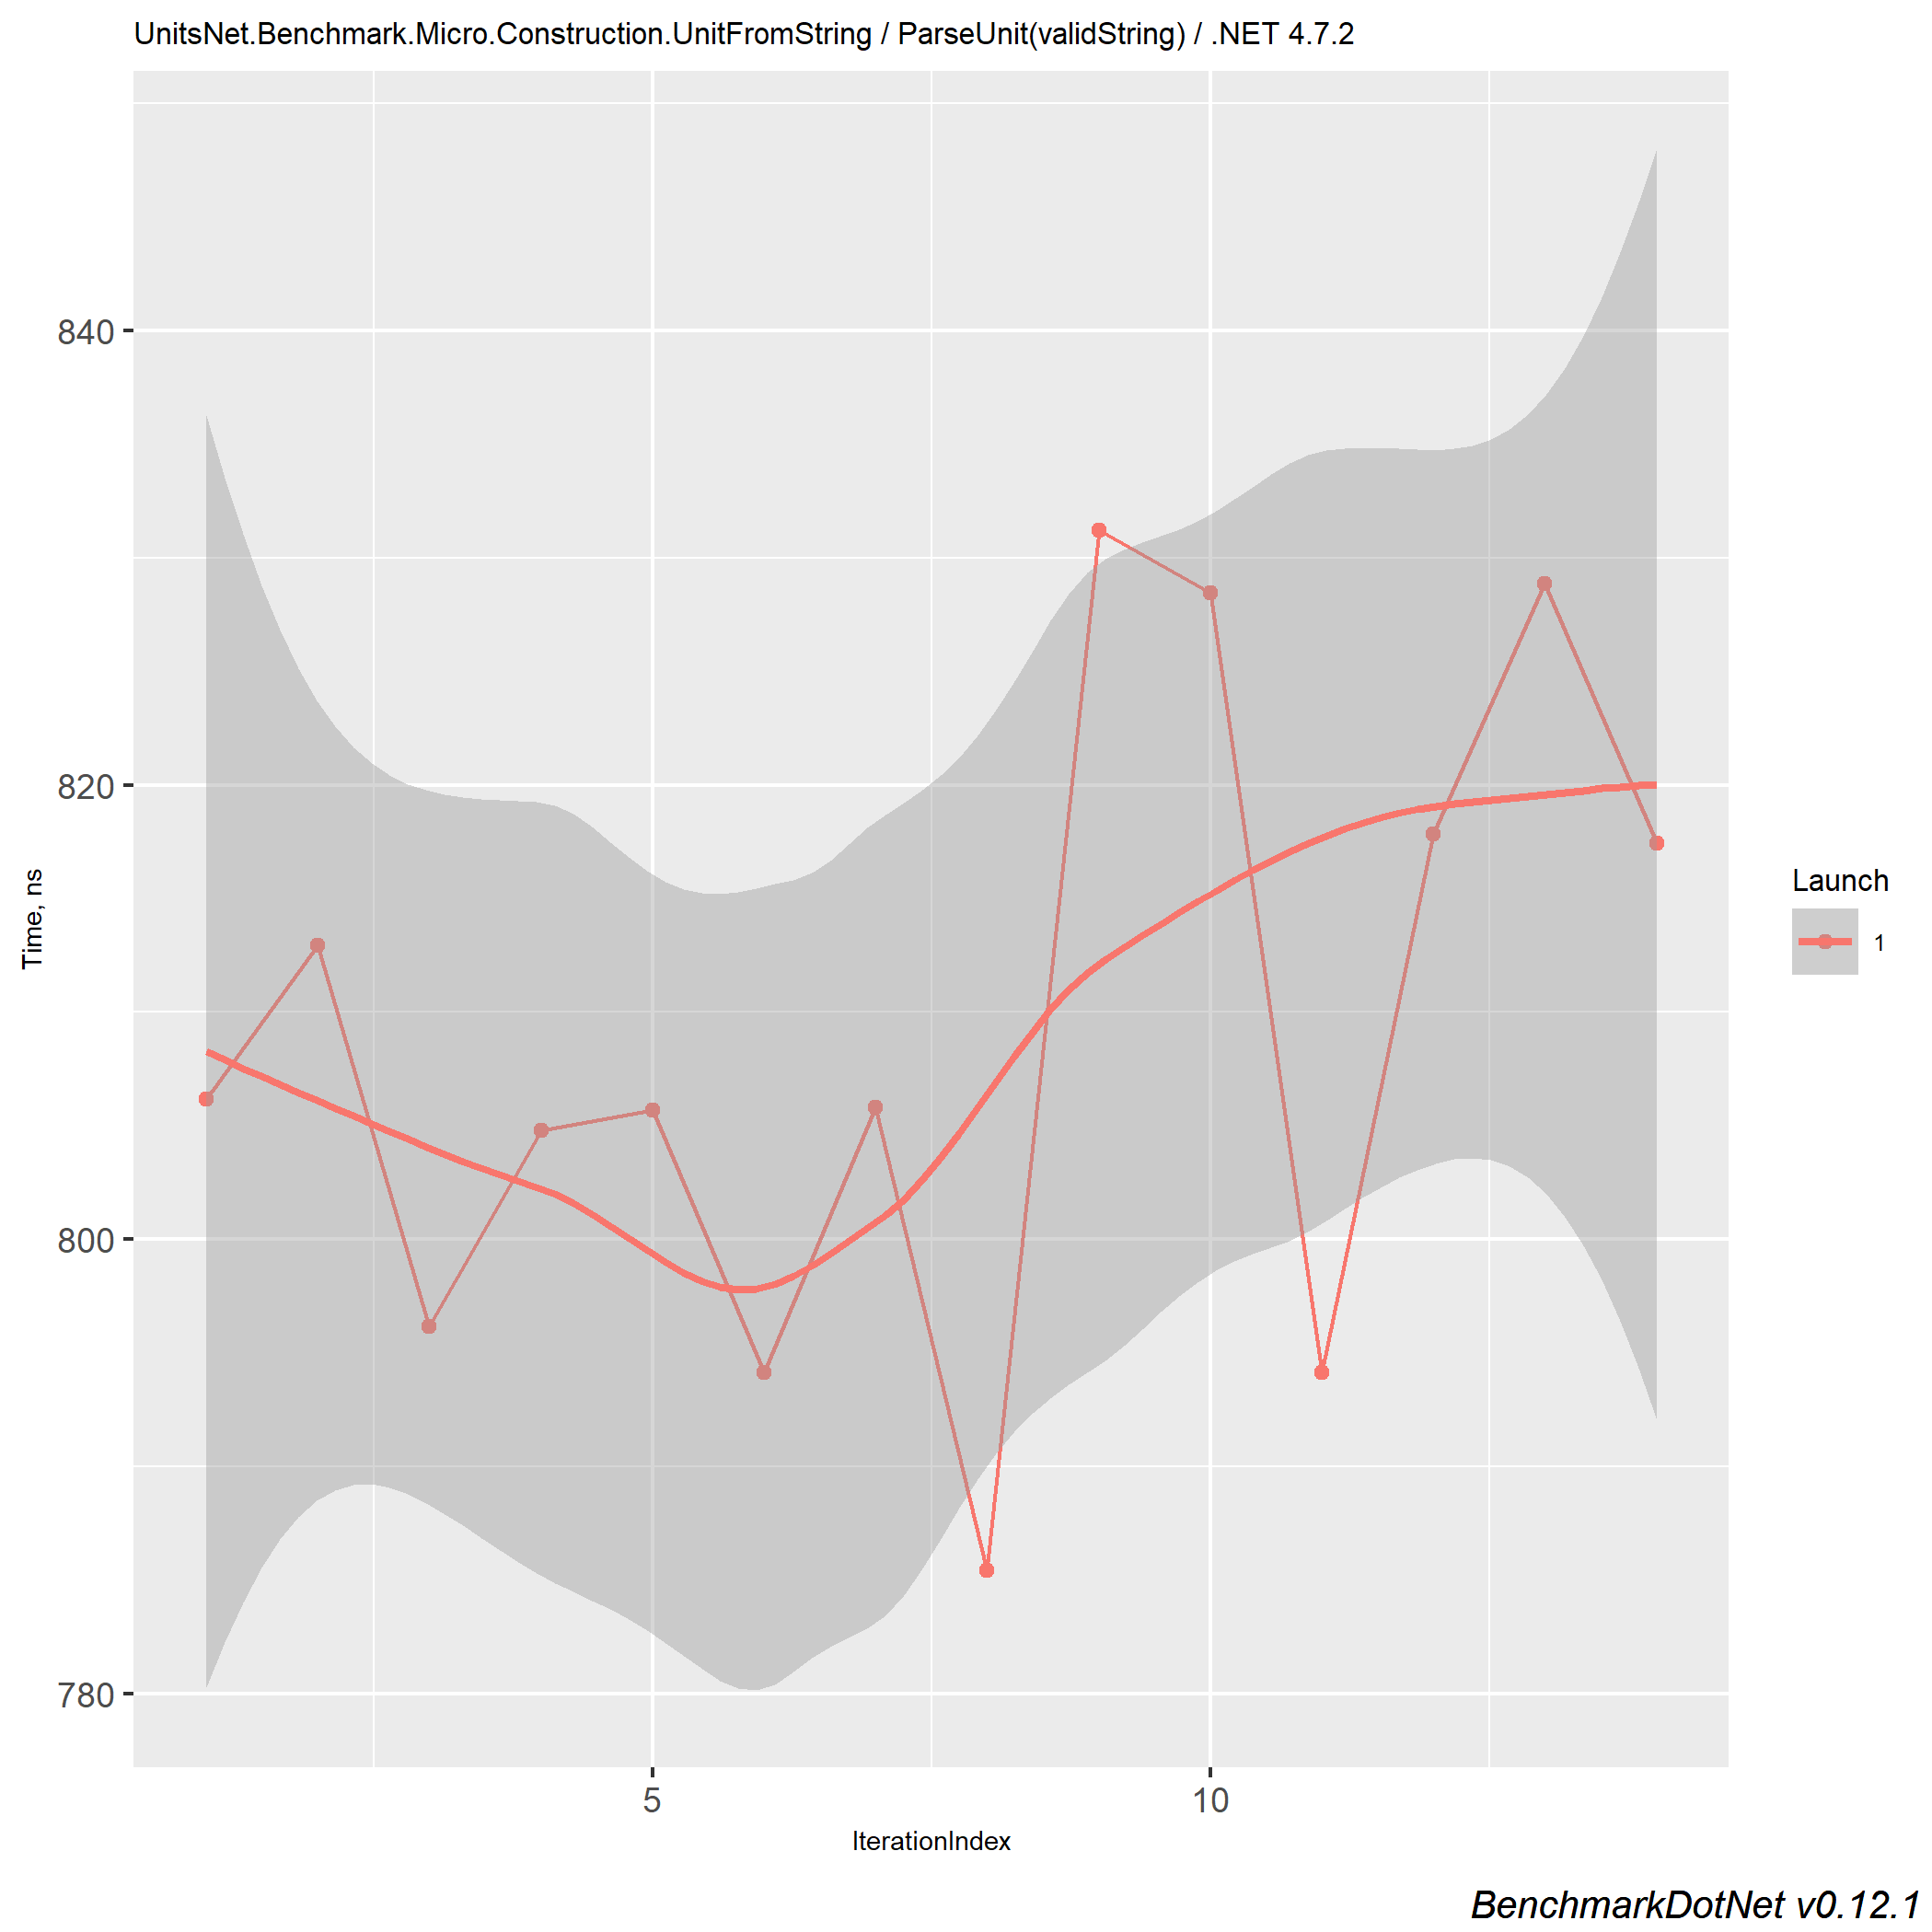 UnitsNet.Benchmark.Micro.Construction.UnitFromString / ParseUnit(validString) / .NET 4.7.2
840
820
800
780
Time, ns
5
10
IterationIndex
Launch
1
BenchmarkDotNet v0.12.1